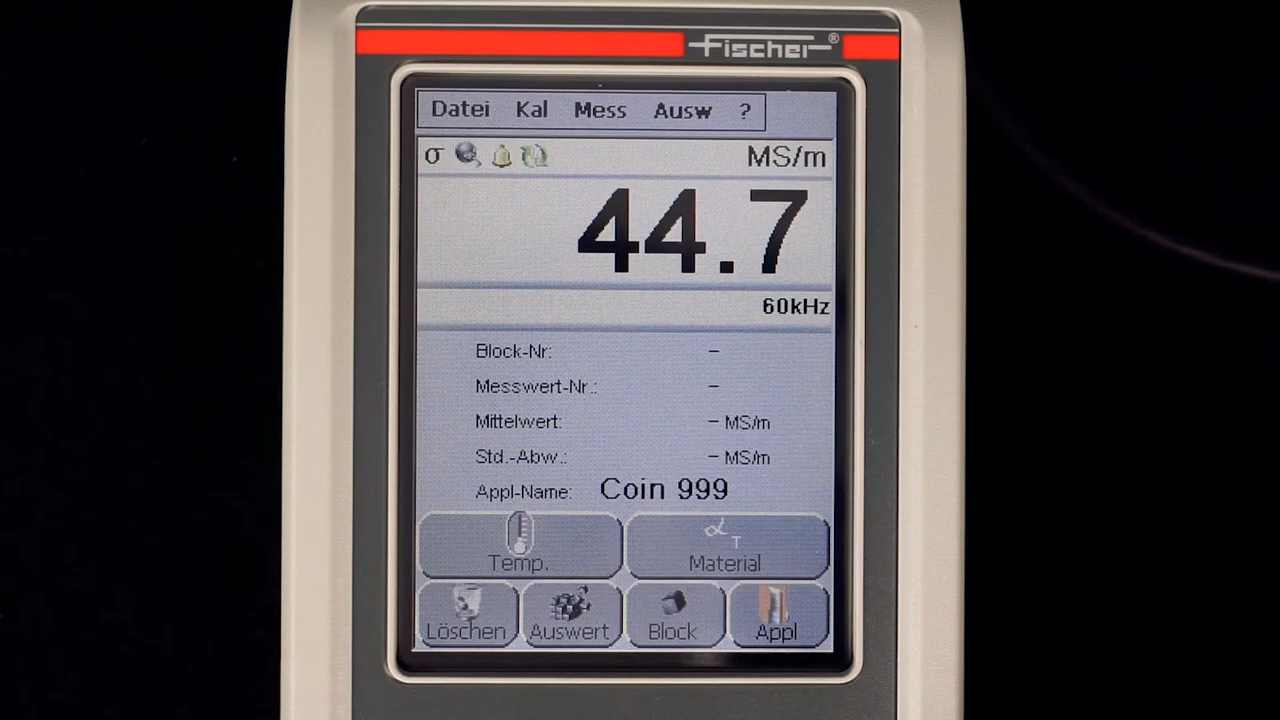 Fischer®
Datei Kal Mess Ausw ?
σ MS/m
44.7
60kHz
Block-Nr: –
Messwert-Nr.: –
Mittelwert: – MS/m
Std.-Abw.: – MS/m
Appl-Name: Coin 999
α T
Temp. Material
Löschen Auswert Block Appl